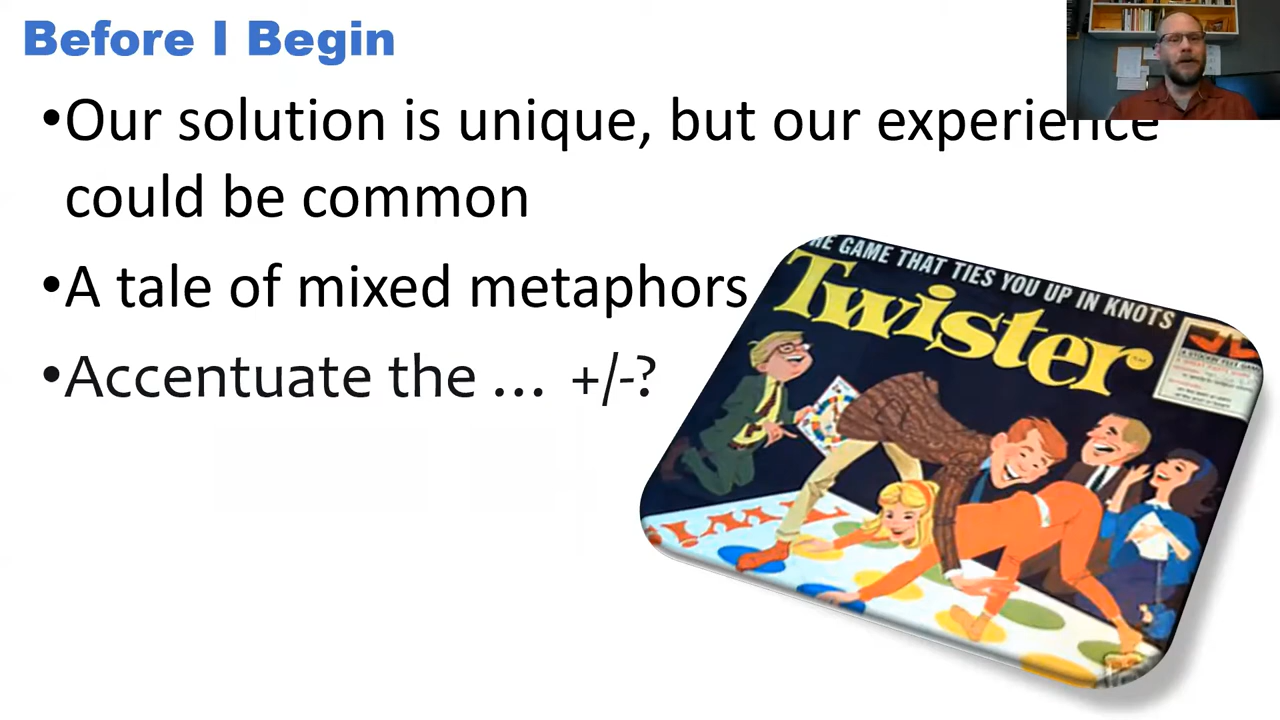 Before I Begin
•Our solution is unique, but our experience
could be common
•A tale of mixed metaphors
•Accentuate the ... +/-?
THE GAME THAT TIES YOU UP IN KNOTS
Twister